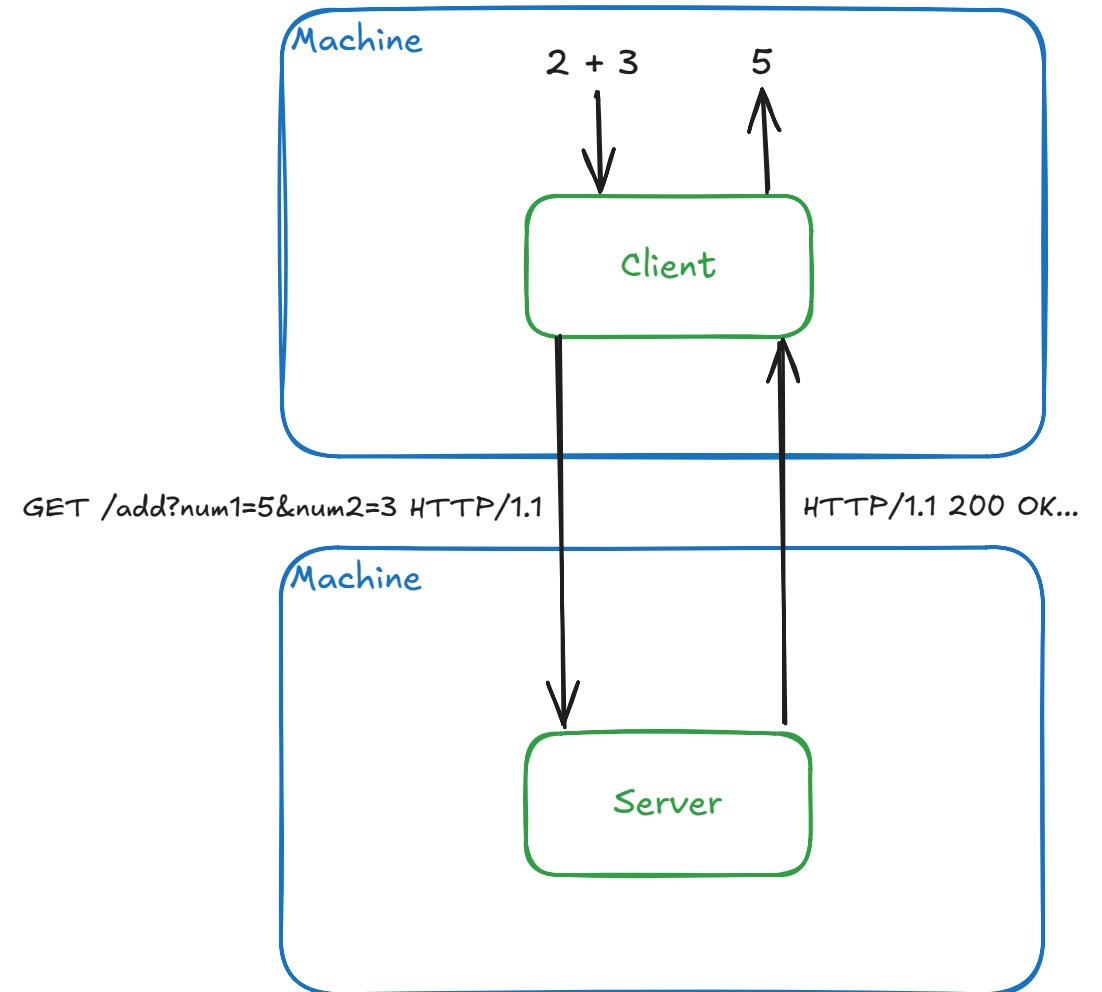 Machine
2 + 3
5
Client
GET /add?num1=5&num2=3 HTTP/1.1
HTTP/1.1 200 OK...
Machine
Server